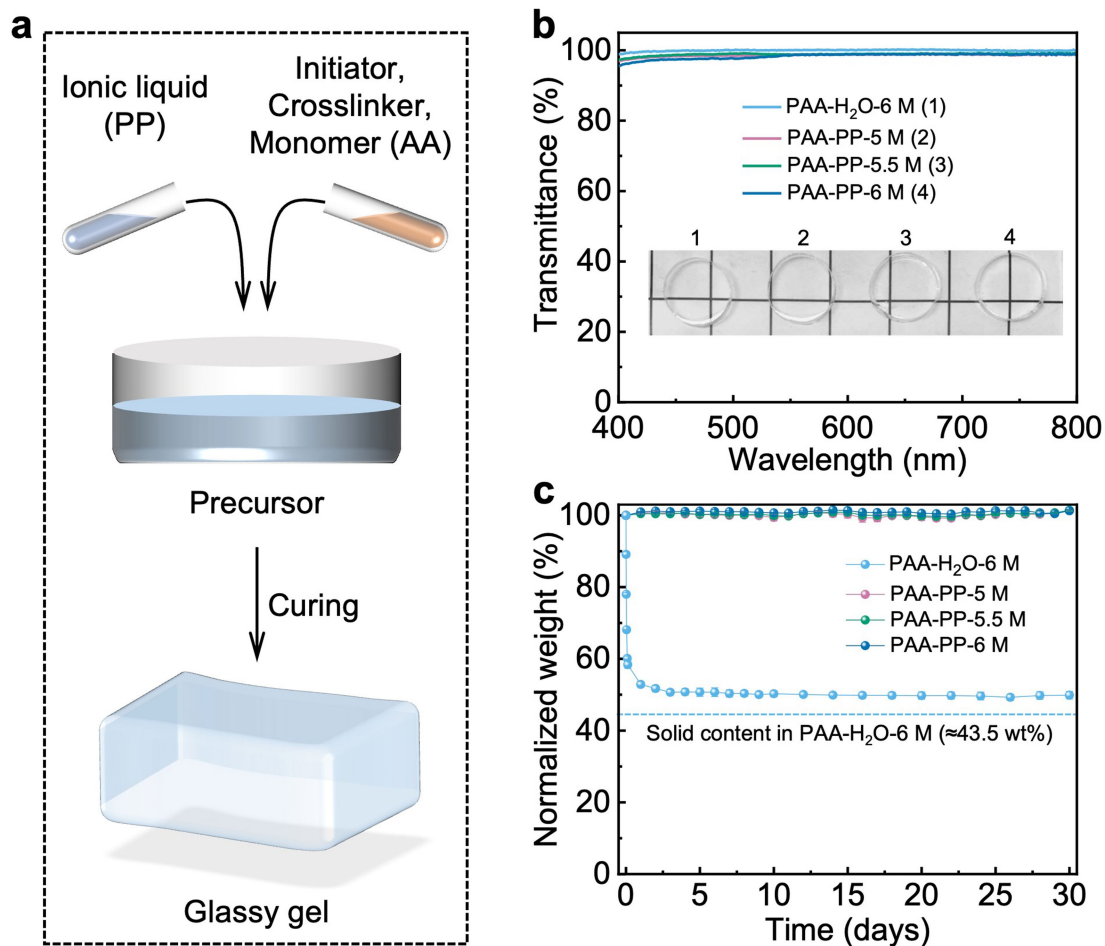 a
Ionic liquid
(PP)
Initiator,
Crosslinker,
Monomer (AA)
Precursor
Curing
Glassy gel
b
Transmittance (%)
100
80
60
40
20
0
PAA-H₂O-6 M (1)
PAA-PP-5 M (2)
PAA-PP-5.5 M (3)
PAA-PP-6 M (4)
1 2 3 4
400 500 600 700 800
Wavelength (nm)
c
Normalized weight (%)
100
80
60
40
20
0
PAA-H₂O-6 M
PAA-PP-5 M
PAA-PP-5.5 M
PAA-PP-6 M
Solid content in PAA-H₂O-6 M (≈43.5 wt%)
0 5 10 15 20 25 30
Time (days)